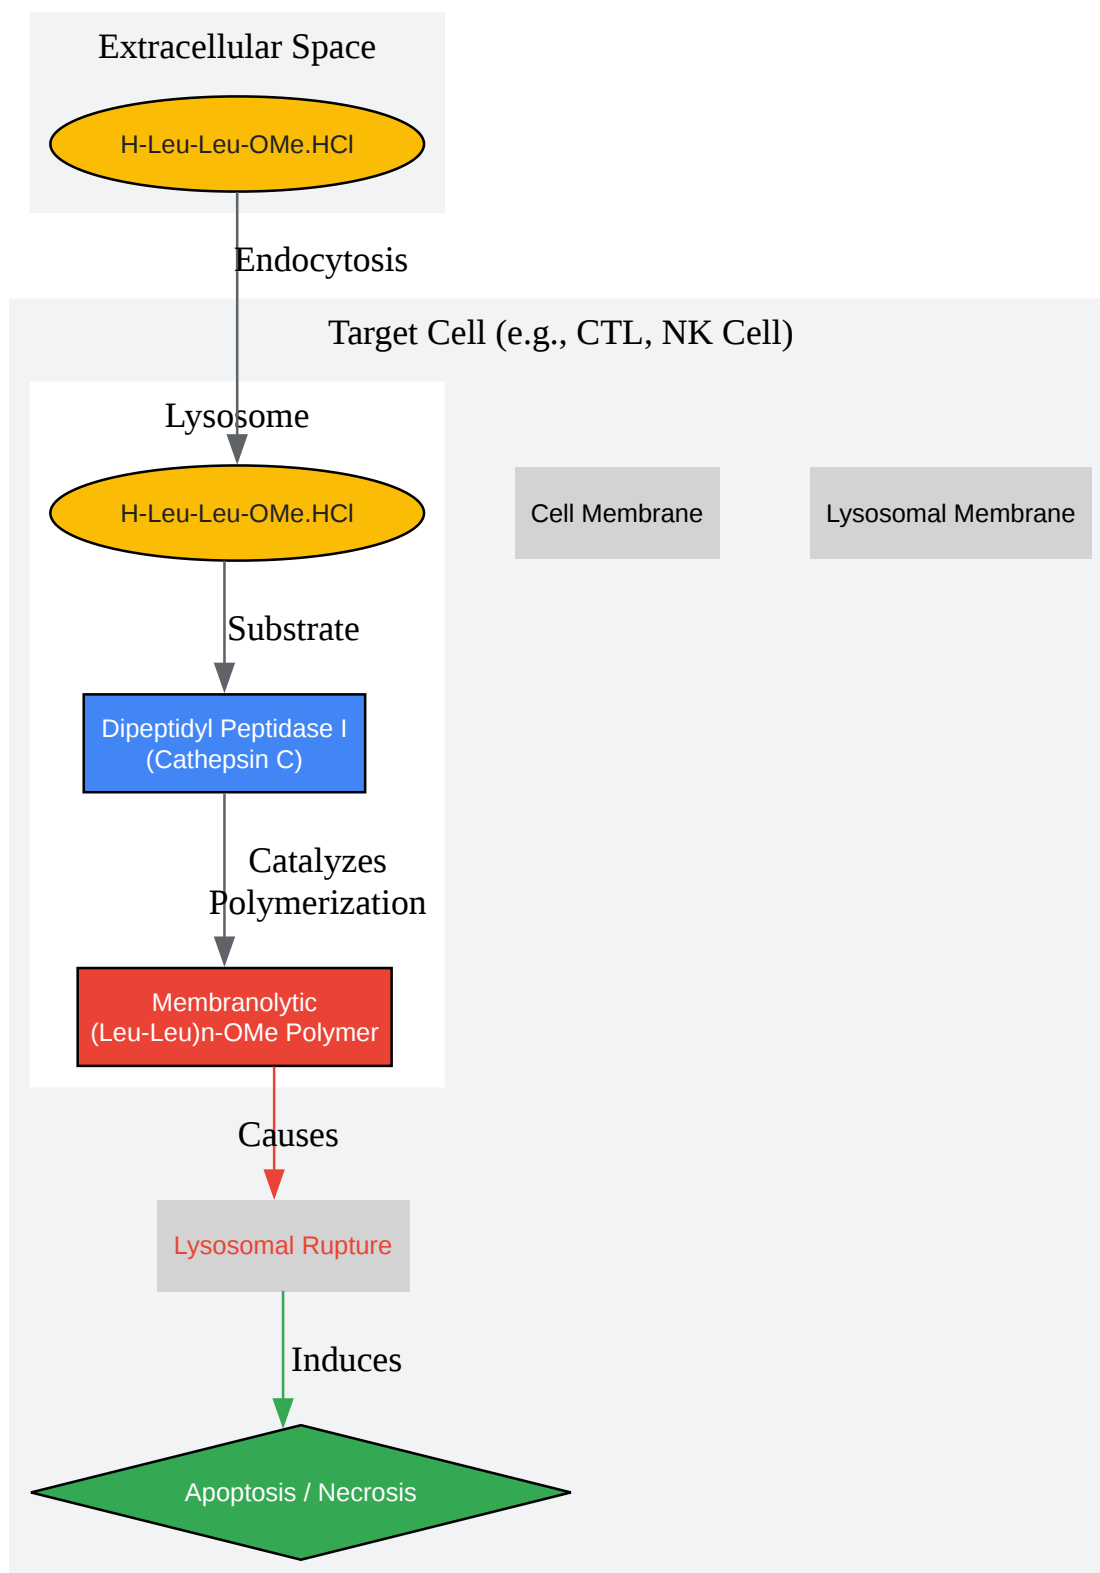 Extracellular Space
H-Leu-Leu-OMe.HCl
Endocytosis
Target Cell (e.g., CTL, NK Cell)
Lysosome
H-Leu-Leu-OMe.HCl
Cell Membrane
Lysosomal Membrane
Substrate
Dipeptidyl Peptidase I
(Cathepsin C)
Catalyzes
Polymerization
Membranolytic
(Leu-Leu)n-OMe Polymer
Causes
Lysosomal Rupture
Induces
Apoptosis / Necrosis